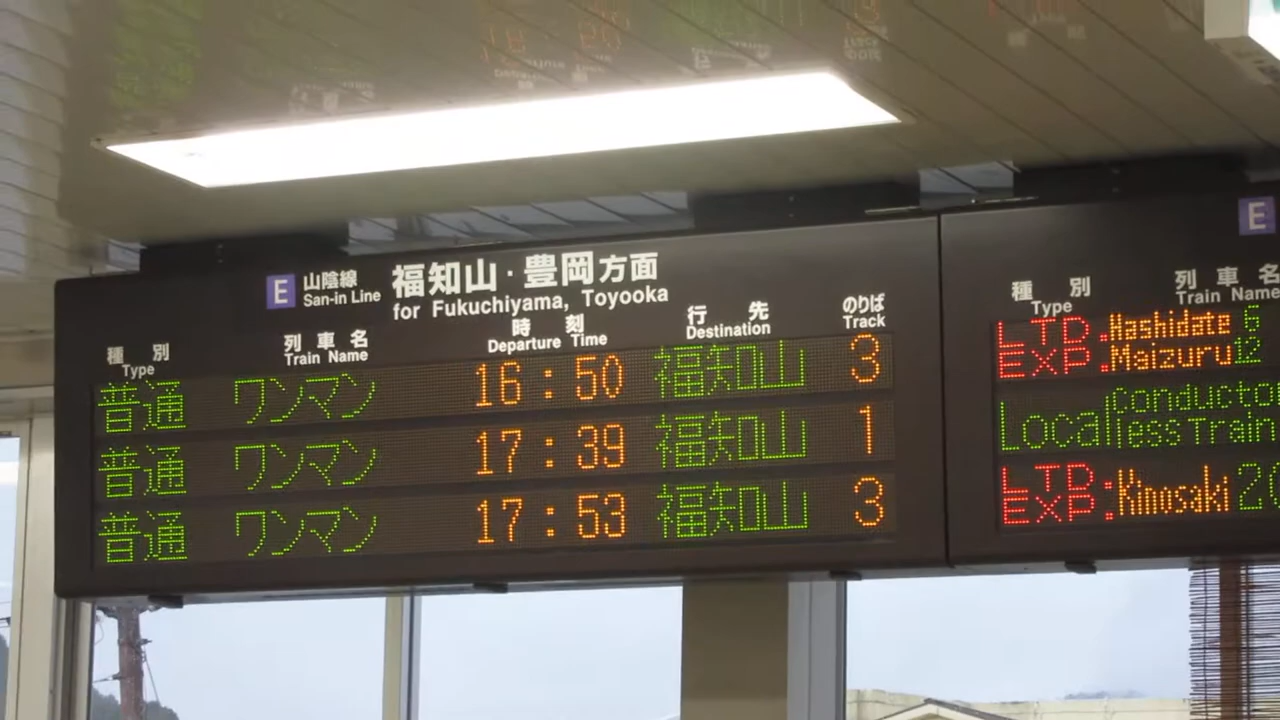 E 山陰線 福知山・豊岡方面
San-in Line for Fukuchiyama, Toyooka
種別 列車名 時刻 行先 のりば
Type Train Name Departure Time Destination Track
普通 ワンマン 16:50 福知山 3
普通 ワンマン 17:39 福知山 1
普通 ワンマン 17:53 福知山 3
E
種別 列車名
Type Train Name
LTD. EXP. Hashidate 6 Maizuru 12
Local Conductorless Train
LTD. EXP. Kinosaki